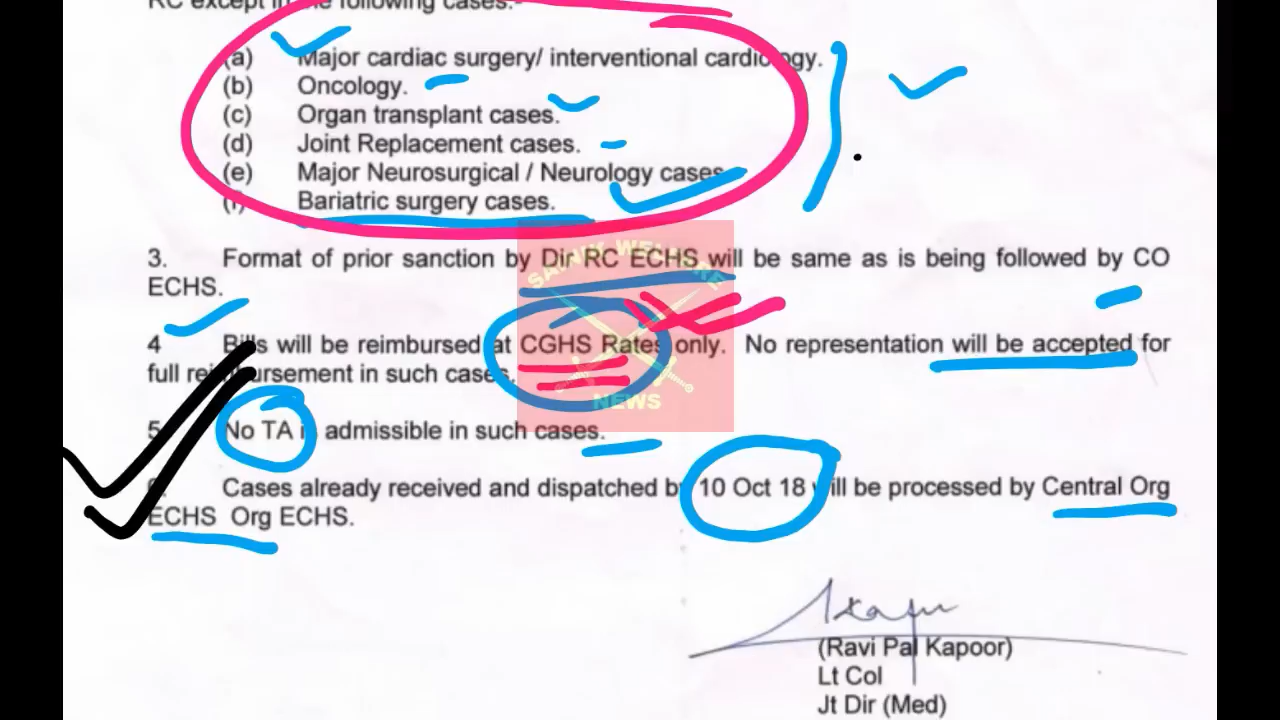 RC except in the following cases:-
(a) Major cardiac surgery/ interventional cardiology.
(b) Oncology.
(c) Organ transplant cases.
(d) Joint Replacement cases.
(e) Major Neurosurgical / Neurology cases
(f) Bariatric surgery cases.
3. Format of prior sanction by Dir RC ECHS will be same as is being followed by CO
ECHS.
4 Bills will be reimbursed at CGHS Rates only. No representation will be accepted for
full reimbursement in such cases.
5 No TA is admissible in such cases.
Cases already received and dispatched by 10 Oct 18 will be processed by Central Org
ECHS Org ECHS.
(Ravi Pal Kapoor)
Lt Col
Jt Dir (Med)
SAINIK WELFARE
NEWS